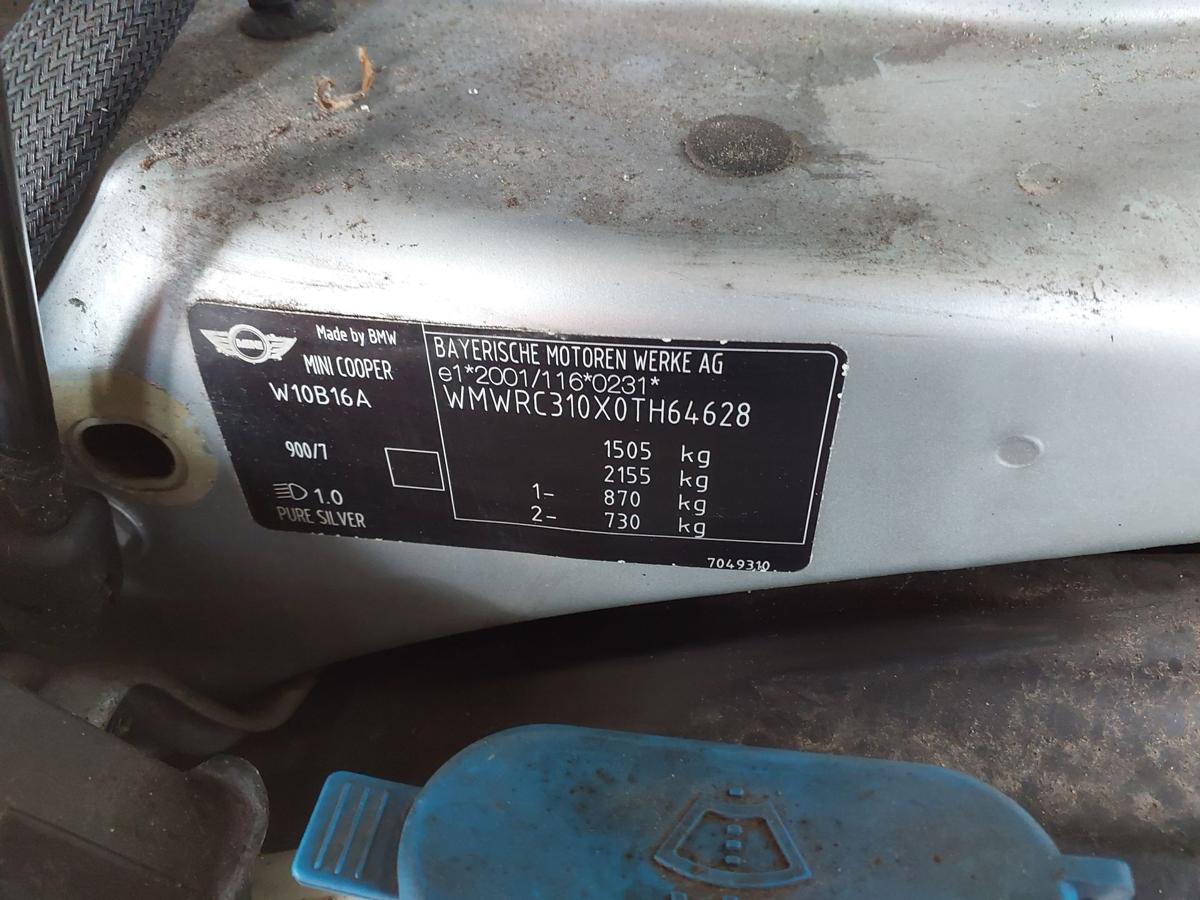 MINI
Made by BMW
MINI COOPER
W10B16A
900/7
1.0
PURE SILVER
BAYERISCHE MOTOREN WERKE AG
e1*2001/116*0231*
WMWRC310X0TH64628
1505 kg
2155 kg
1- 870 kg
2- 730 kg
7049310